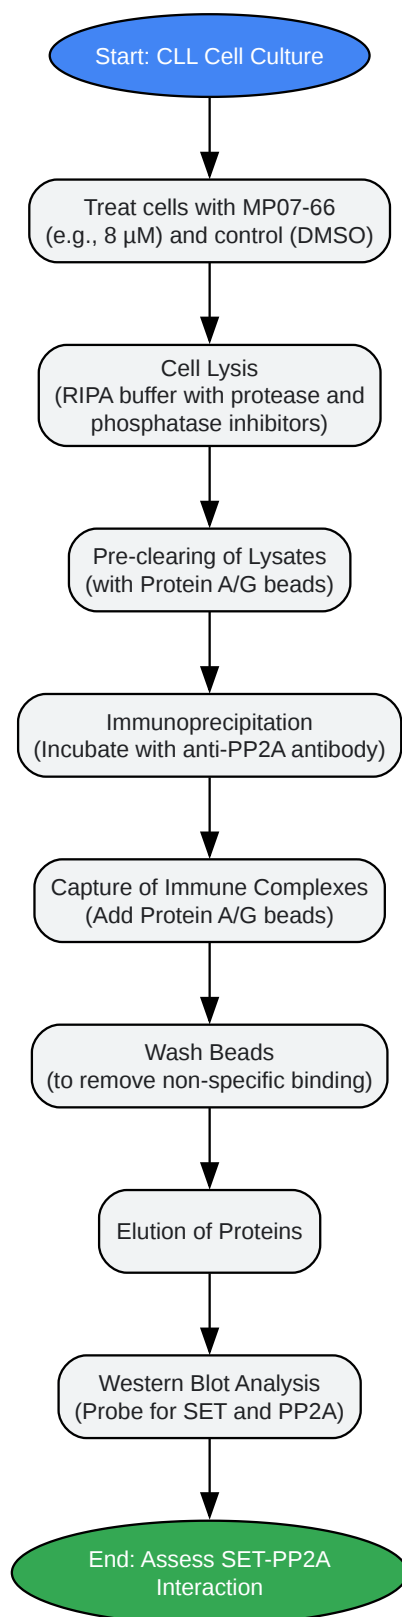 Start: CLL Cell Culture
Treat cells with MP07-66
(e.g., 8 µM) and control (DMSO)
Cell Lysis
(RIPA buffer with protease and
phosphatase inhibitors)
Pre-clearing of Lysates
(with Protein A/G beads)
Immunoprecipitation
(Incubate with anti-PP2A antibody)
Capture of Immune Complexes
(Add Protein A/G beads)
Wash Beads
(to remove non-specific binding)
Elution of Proteins
Western Blot Analysis
(Probe for SET and PP2A)
End: Assess SET-PP2A
Interaction